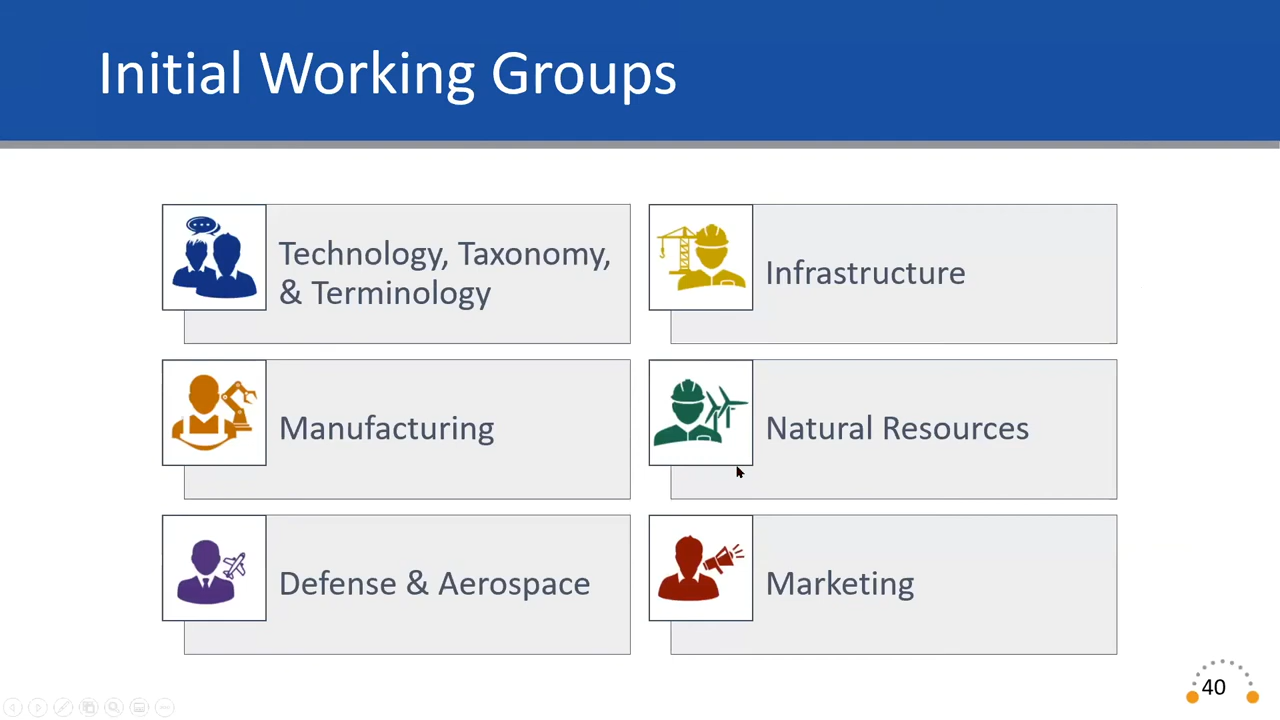 Initial Working Groups
Technology, Taxonomy,
& Terminology
Infrastructure
Manufacturing
Natural Resources
Defense & Aerospace
Marketing
40